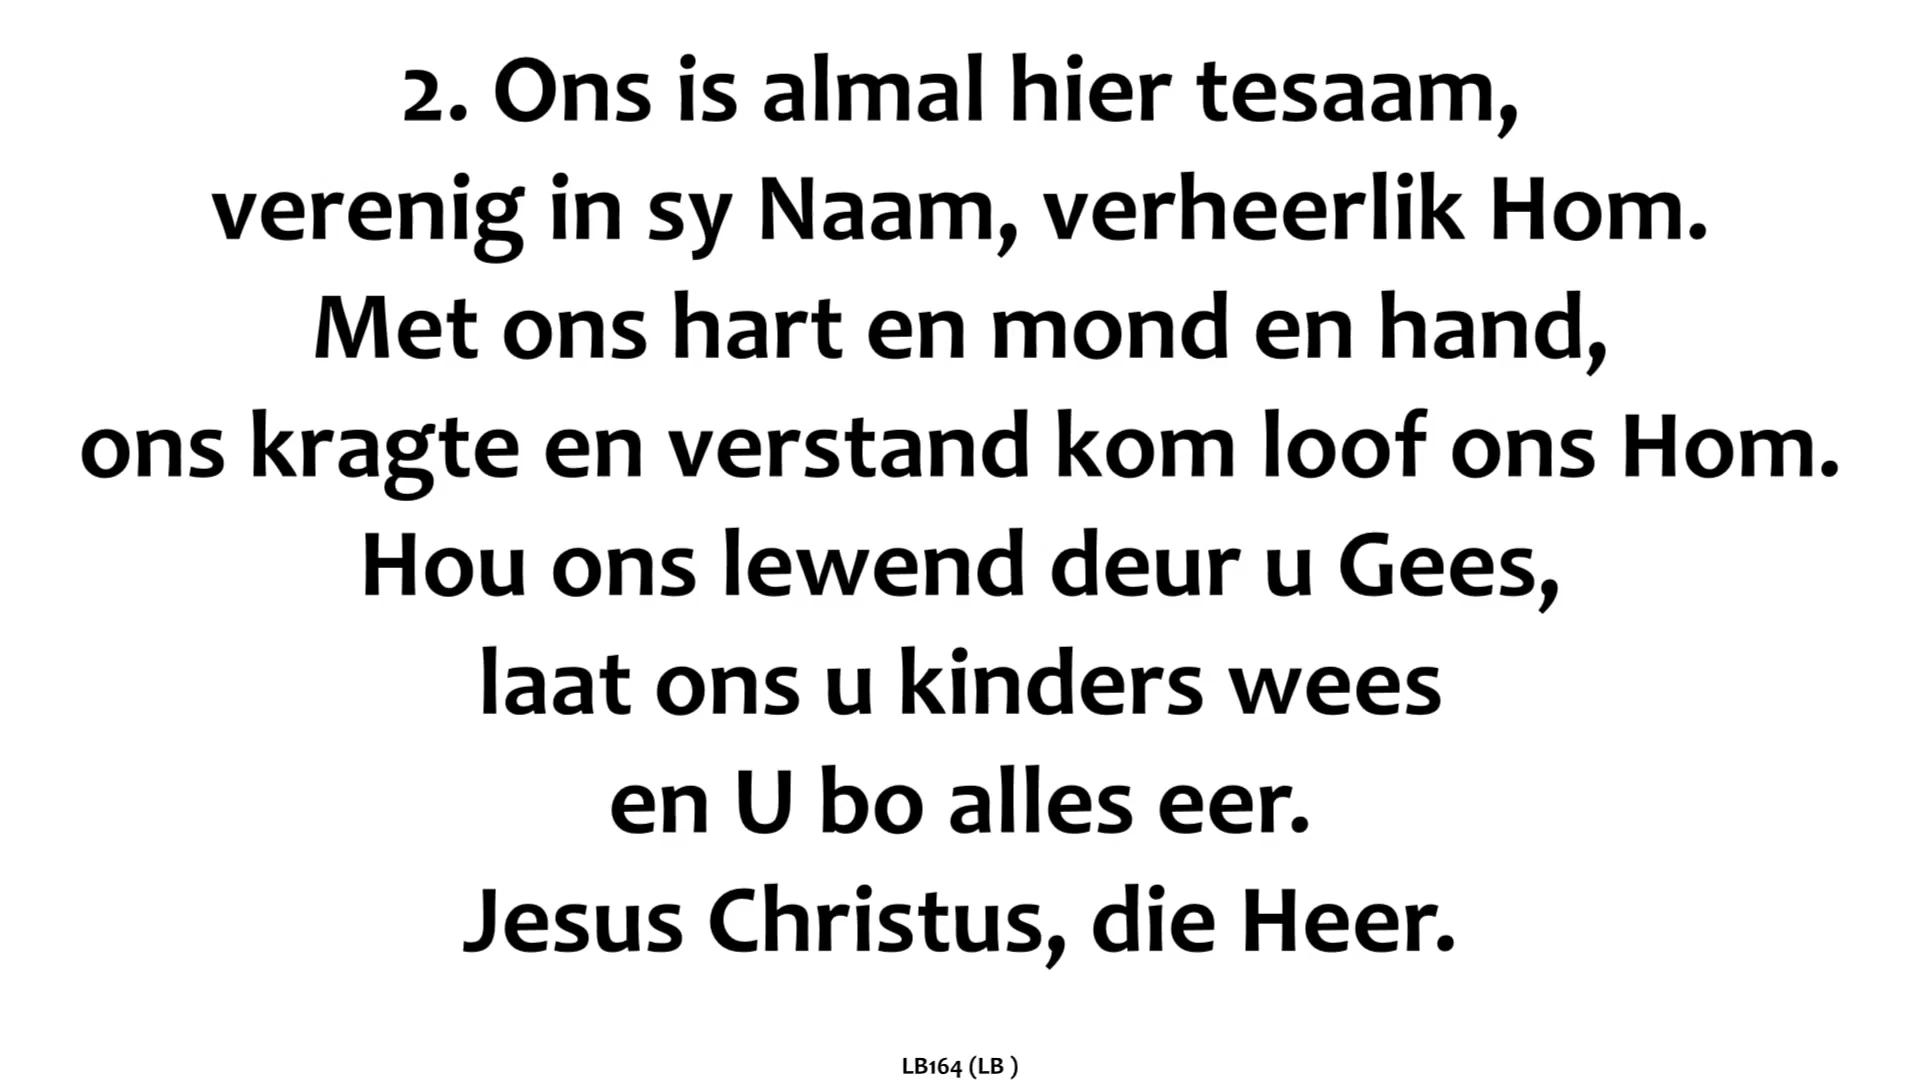 2. Ons is almal hier tesaam,
verenig in sy Naam, verheerlik Hom.
Met ons hart en mond en hand,
ons kragte en verstand kom loof ons Hom.
Hou ons lewend deur u Gees,
laat ons u kinders wees
en U bo alles eer.
Jesus Christus, die Heer.
LB164 (LB )